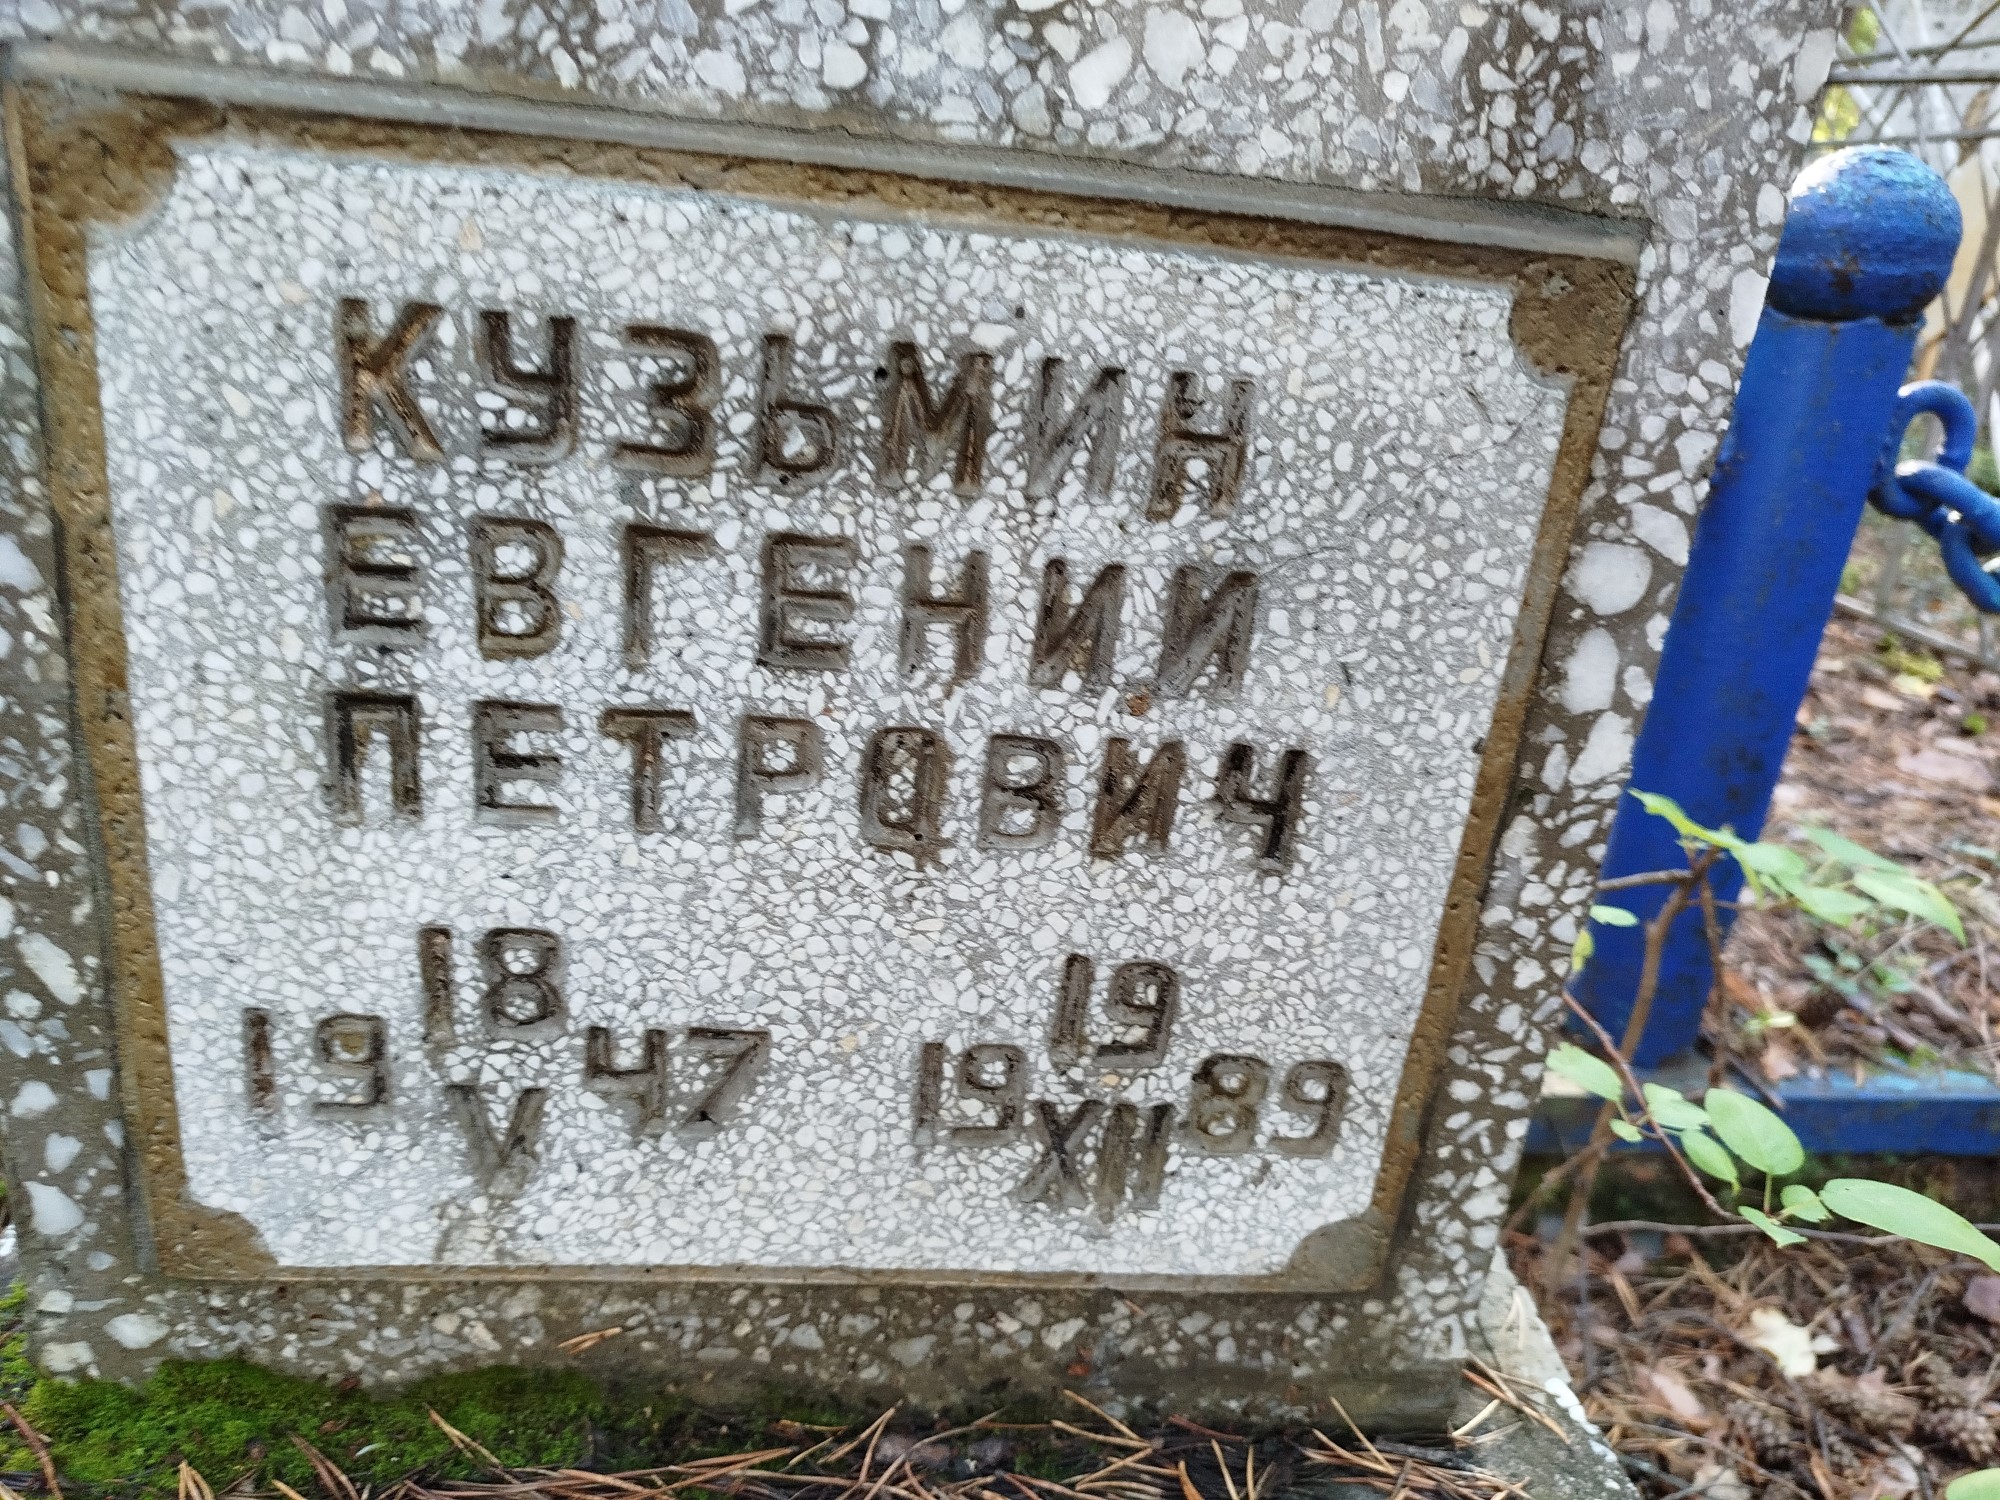 КУЗЬМИН
ЕВГЕНИИ
ПЕТРОВИЧ
19 18/V 47 19 19/XII 89